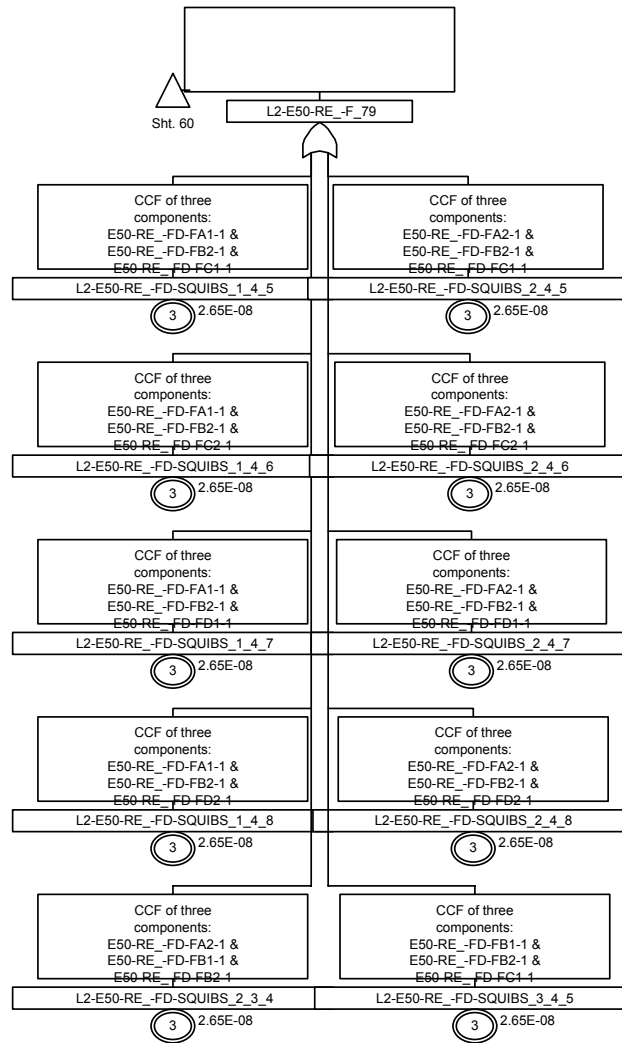 Sht. 60
L2-E50-RE_-F_79
CCF of three
components:
E50-RE_-FD-FA1-1 &
E50-RE_-FD-FB2-1 &
E50-RE_-FD-FC1-1
L2-E50-RE_-FD-SQUIBS_1_4_5
3
2.65E-08
CCF of three
components:
E50-RE_-FD-FA2-1 &
E50-RE_-FD-FB2-1 &
E50-RE_-FD-FC1-1
L2-E50-RE_-FD-SQUIBS_2_4_5
3
2.65E-08
CCF of three
components:
E50-RE_-FD-FA1-1 &
E50-RE_-FD-FB2-1 &
E50-RE_-FD-FC2-1
L2-E50-RE_-FD-SQUIBS_1_4_6
3
2.65E-08
CCF of three
components:
E50-RE_-FD-FA2-1 &
E50-RE_-FD-FB2-1 &
E50-RE_-FD-FC2-1
L2-E50-RE_-FD-SQUIBS_2_4_6
3
2.65E-08
CCF of three
components:
E50-RE_-FD-FA1-1 &
E50-RE_-FD-FB2-1 &
E50-RE_-FD-FD1-1
L2-E50-RE_-FD-SQUIBS_1_4_7
3
2.65E-08
CCF of three
components:
E50-RE_-FD-FA2-1 &
E50-RE_-FD-FB2-1 &
E50-RE_-FD-FD1-1
L2-E50-RE_-FD-SQUIBS_2_4_7
3
2.65E-08
CCF of three
components:
E50-RE_-FD-FA1-1 &
E50-RE_-FD-FB2-1 &
E50-RE_-FD-FD2-1
L2-E50-RE_-FD-SQUIBS_1_4_8
3
2.65E-08
CCF of three
components:
E50-RE_-FD-FA2-1 &
E50-RE_-FD-FB2-1 &
E50-RE_-FD-FD2-1
L2-E50-RE_-FD-SQUIBS_2_4_8
3
2.65E-08
CCF of three
components:
E50-RE_-FD-FA2-1 &
E50-RE_-FD-FB1-1 &
E50-RE_-FD-FB2-1
L2-E50-RE_-FD-SQUIBS_2_3_4
3
2.65E-08
CCF of three
components:
E50-RE_-FD-FB1-1 &
E50-RE_-FD-FB2-1 &
E50-RE_-FD-FC1-1
L2-E50-RE_-FD-SQUIBS_3_4_5
3
2.65E-08